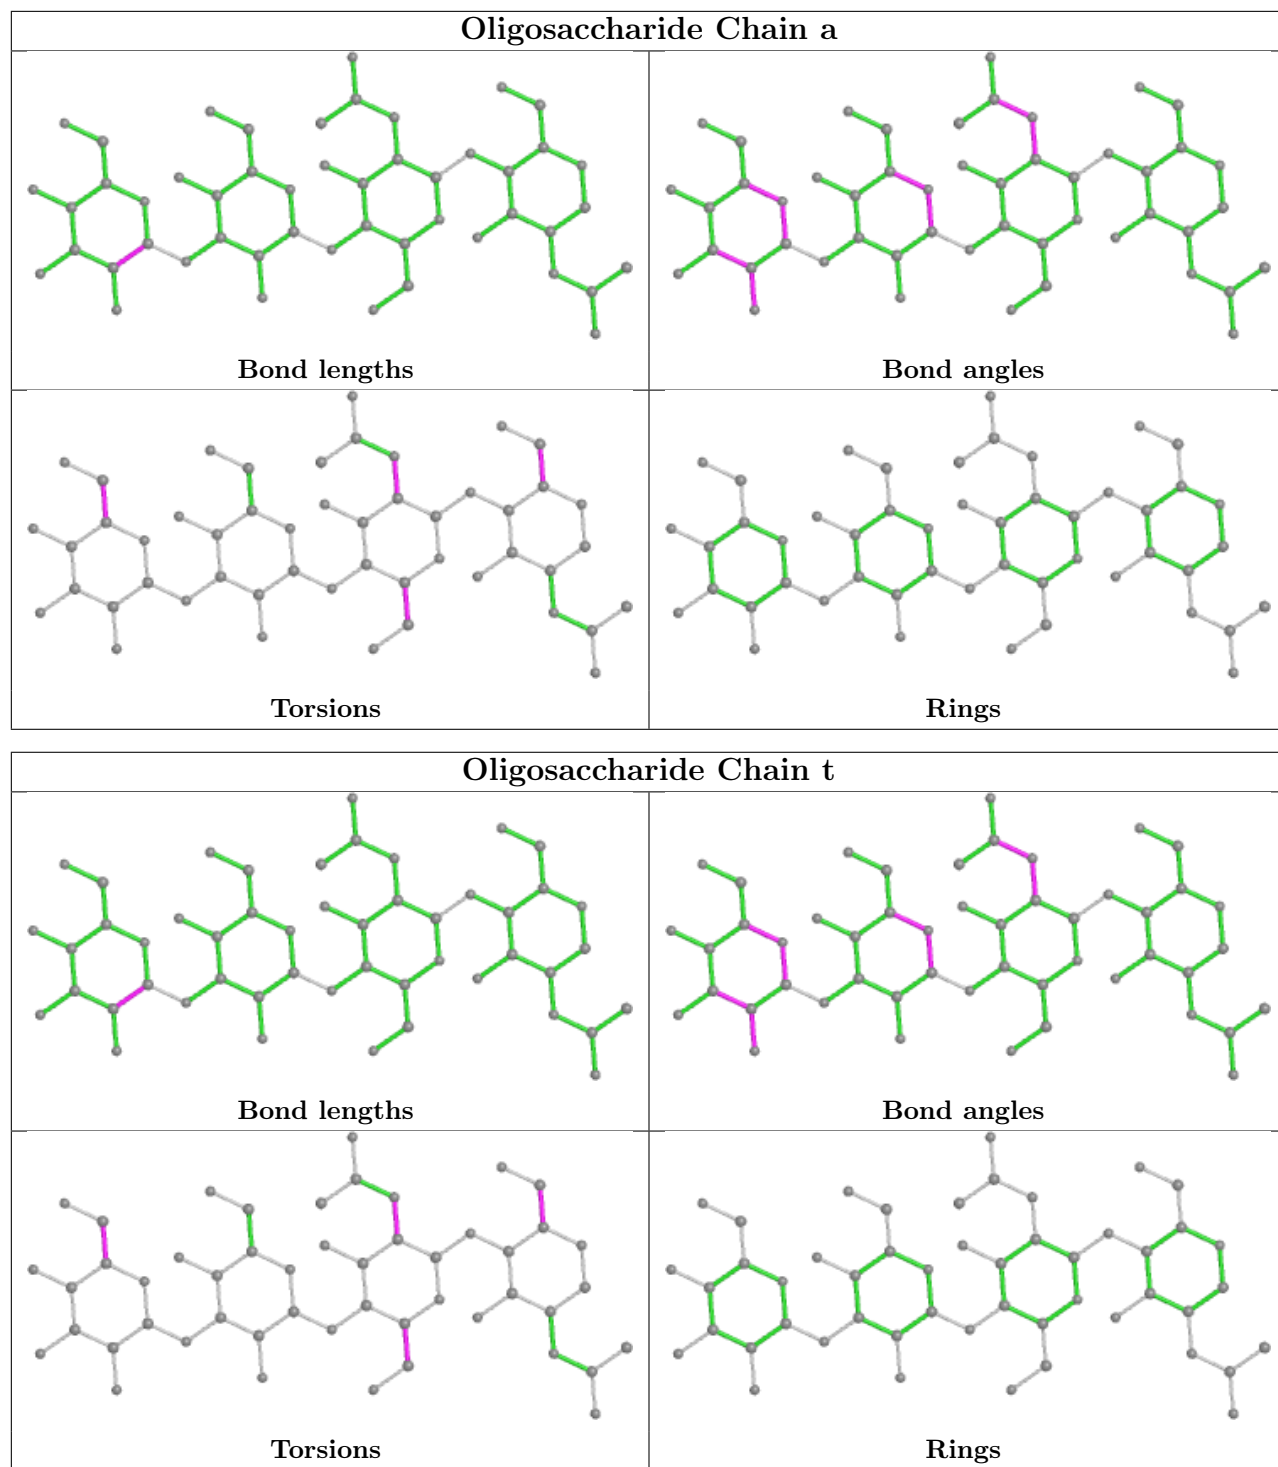 Oligosaccharide Chain a
Bond lengths
Bond angles
Torsions
Rings
Oligosaccharide Chain t
Bond lengths
Bond angles
Torsions
Rings